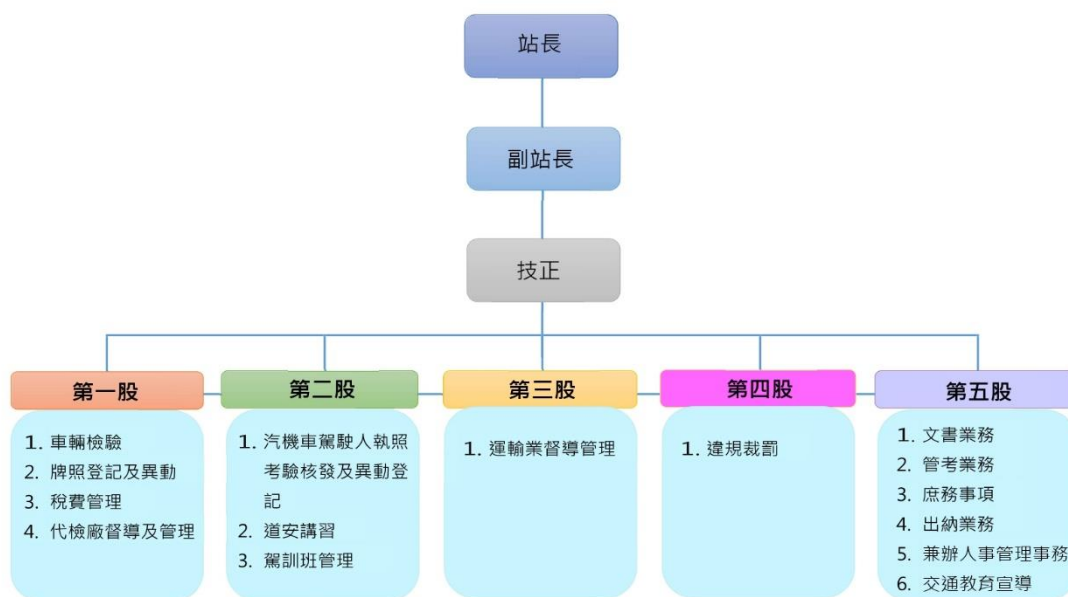 站長
副站長
技正
第一股
1. 車輛檢驗
2. 牌照登記及異動
3. 稅費管理
4. 代檢廠督導及管理
第二股
1. 汽機車駕駛人執照
考驗核發及異動登
記
2. 道安講習
3. 駕訓班管理
第三股
1. 運輸業督導管理
第四股
1. 違規裁罰
第五股
1. 文書業務
2. 管考業務
3. 庶務事項
4. 出納業務
5. 兼辦人事管理事務
6. 交通教育宣導